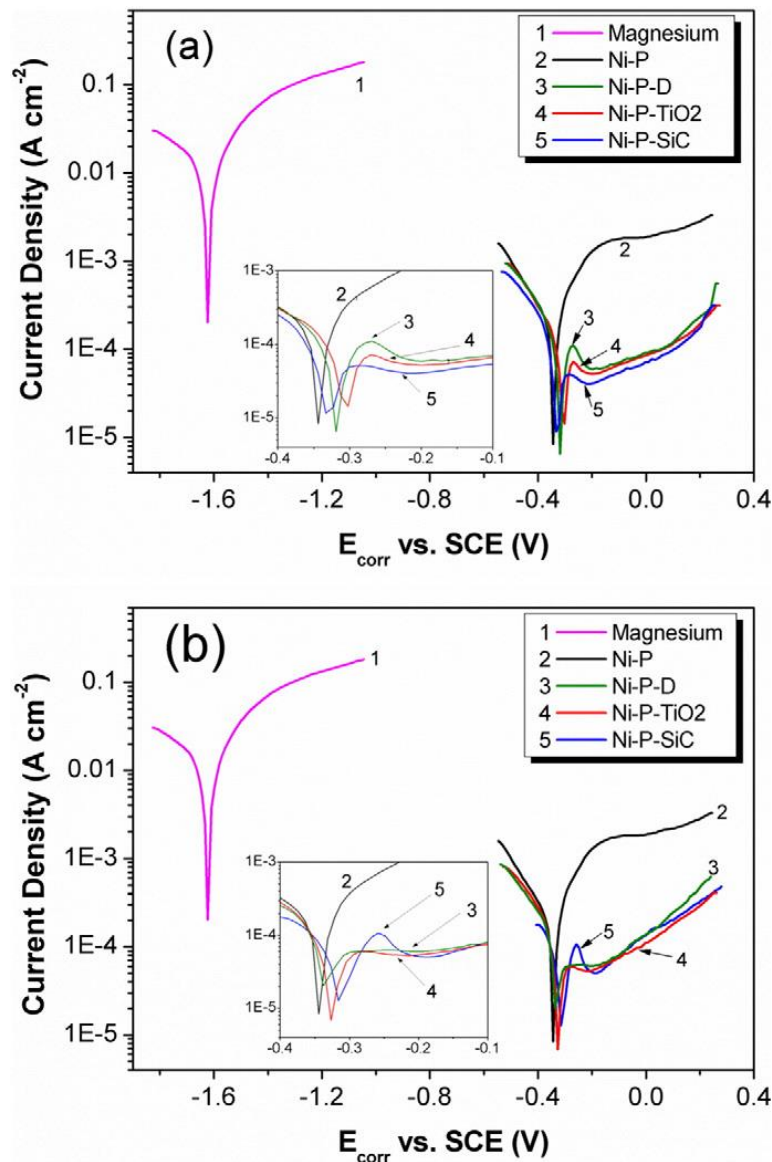 (a)
1 Magnesium
2 Ni-P
3 Ni-P-D
4 Ni-P-TiO2
5 Ni-P-SiC
Current Density (A cm-2)
0.1
0.01
1E-3
1E-4
1E-5
1
2
3
4
5
1E-3
1E-4
1E-5
2
3
4
5
-0.4 -0.3 -0.2 -0.1
-1.6 -1.2 -0.8 -0.4 0.0 0.4
Ecorr vs. SCE (V)
(b)
1 Magnesium
2 Ni-P
3 Ni-P-D
4 Ni-P-TiO2
5 Ni-P-SiC
Current Density (A cm-2)
0.1
0.01
1E-3
1E-4
1E-5
1
2
3
5
4
1E-3
1E-4
1E-5
2
5
3
4
-0.4 -0.3 -0.2 -0.1
-1.6 -1.2 -0.8 -0.4 0.0 0.4
Ecorr vs. SCE (V)